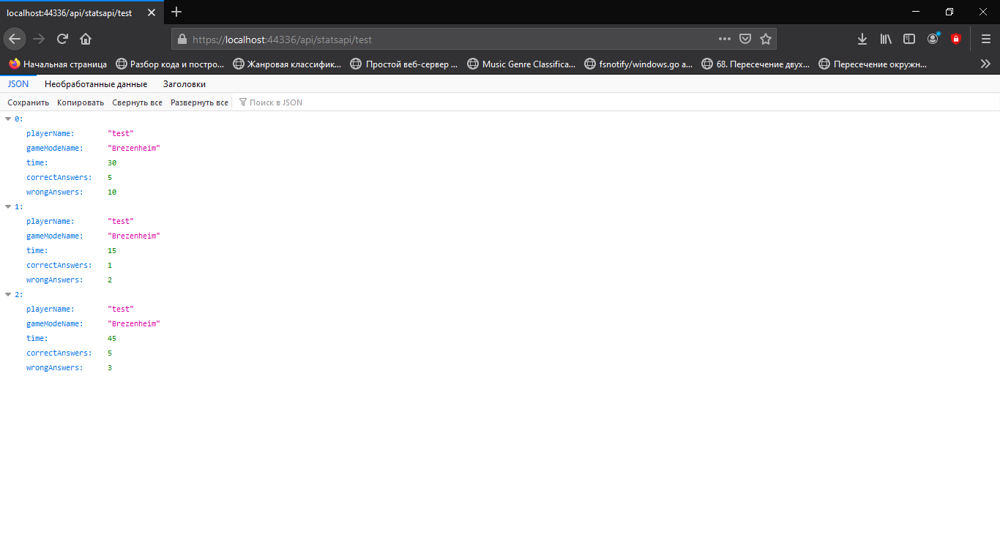 localhost:44336/api/statsapi/test
https://localhost:44336/api/statsapi/test
Начальная страница Разбор кода и постро... Жанровая классифик... Простой веб-сервер ... Music Genre Classifica... fsnotify/windows.go a... 68. Пересечение двух... Пересечение окружн...
JSON Необработанные данные Заголовки
Сохранить Копировать Свернуть все Развернуть все Поиск в JSON
0:
playerName: "test"
gameModeName: "Brezenheim"
time: 30
correctAnswers: 5
wrongAnswers: 10
1:
playerName: "test"
gameModeName: "Brezenheim"
time: 15
correctAnswers: 1
wrongAnswers: 2
2:
playerName: "test"
gameModeName: "Brezenheim"
time: 45
correctAnswers: 5
wrongAnswers: 3